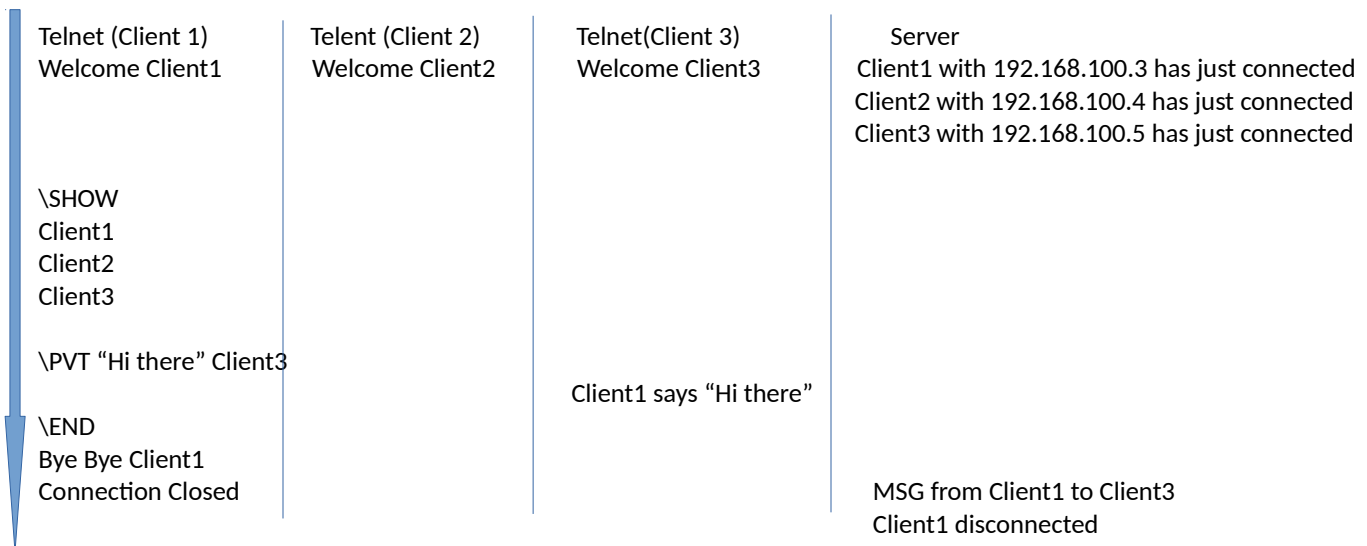 Telnet (Client 1)
Welcome Client1
\SHOW
Client1
Client2
Client3
\PVT “Hi there” Client3
\END
Bye Bye Client1
Connection Closed
Telent (Client 2)
Welcome Client2
Telnet(Client 3)
Welcome Client3
Client1 says “Hi there”
Server
Client1 with 192.168.100.3 has just connected
Client2 with 192.168.100.4 has just connected
Client3 with 192.168.100.5 has just connected
MSG from Client1 to Client3
Client1 disconnected